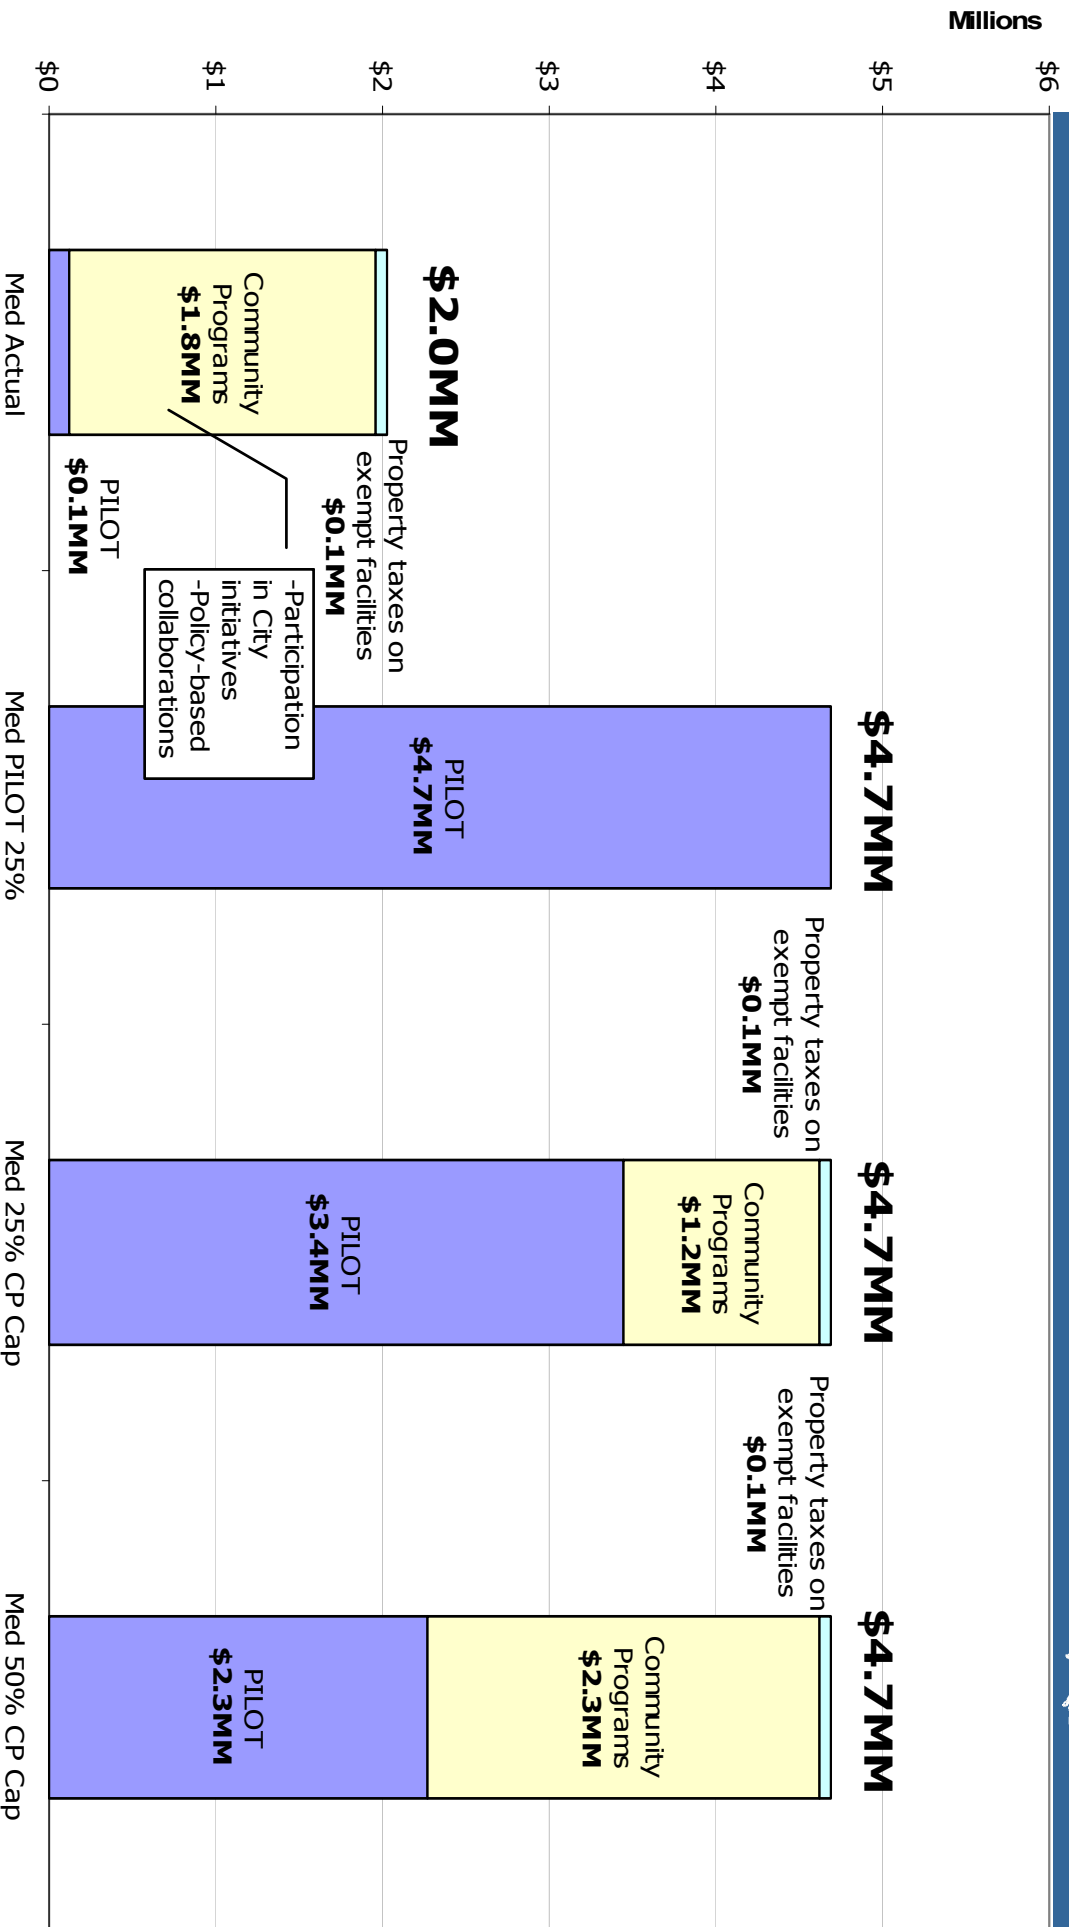 Millions
$6
$5
$4
$3
$2
$1
$0
$2.0MM
Property taxes on
exempt facilities
$0.1MM
Community
Programs
$1.8MM
PILOT
$0.1MM
-Participation
in City
initiatives
-Policy-based
collaborations
Med Actual
$4.7MM
PILOT
$4.7MM
Med PILOT 25%
$4.7MM
Property taxes on
exempt facilities
$0.1MM
Community
Programs
$1.2MM
PILOT
$3.4MM
Med 25% CP Cap
$4.7MM
Property taxes on
exempt facilities
$0.1MM
Community
Programs
$2.3MM
PILOT
$2.3MM
Med 50% CP Cap